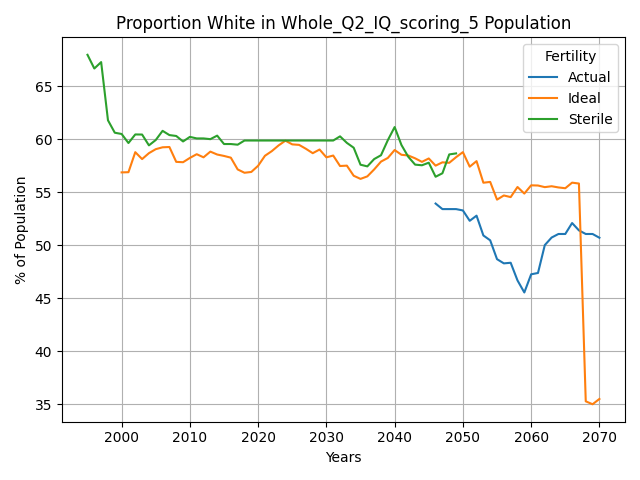 Proportion White in Whole_Q2_IQ_scoring_5 Population
Fertility
Actual
Ideal
Sterile
% of Population
65
60
55
50
45
40
35
2000 2010 2020 2030 2040 2050 2060 2070
Years